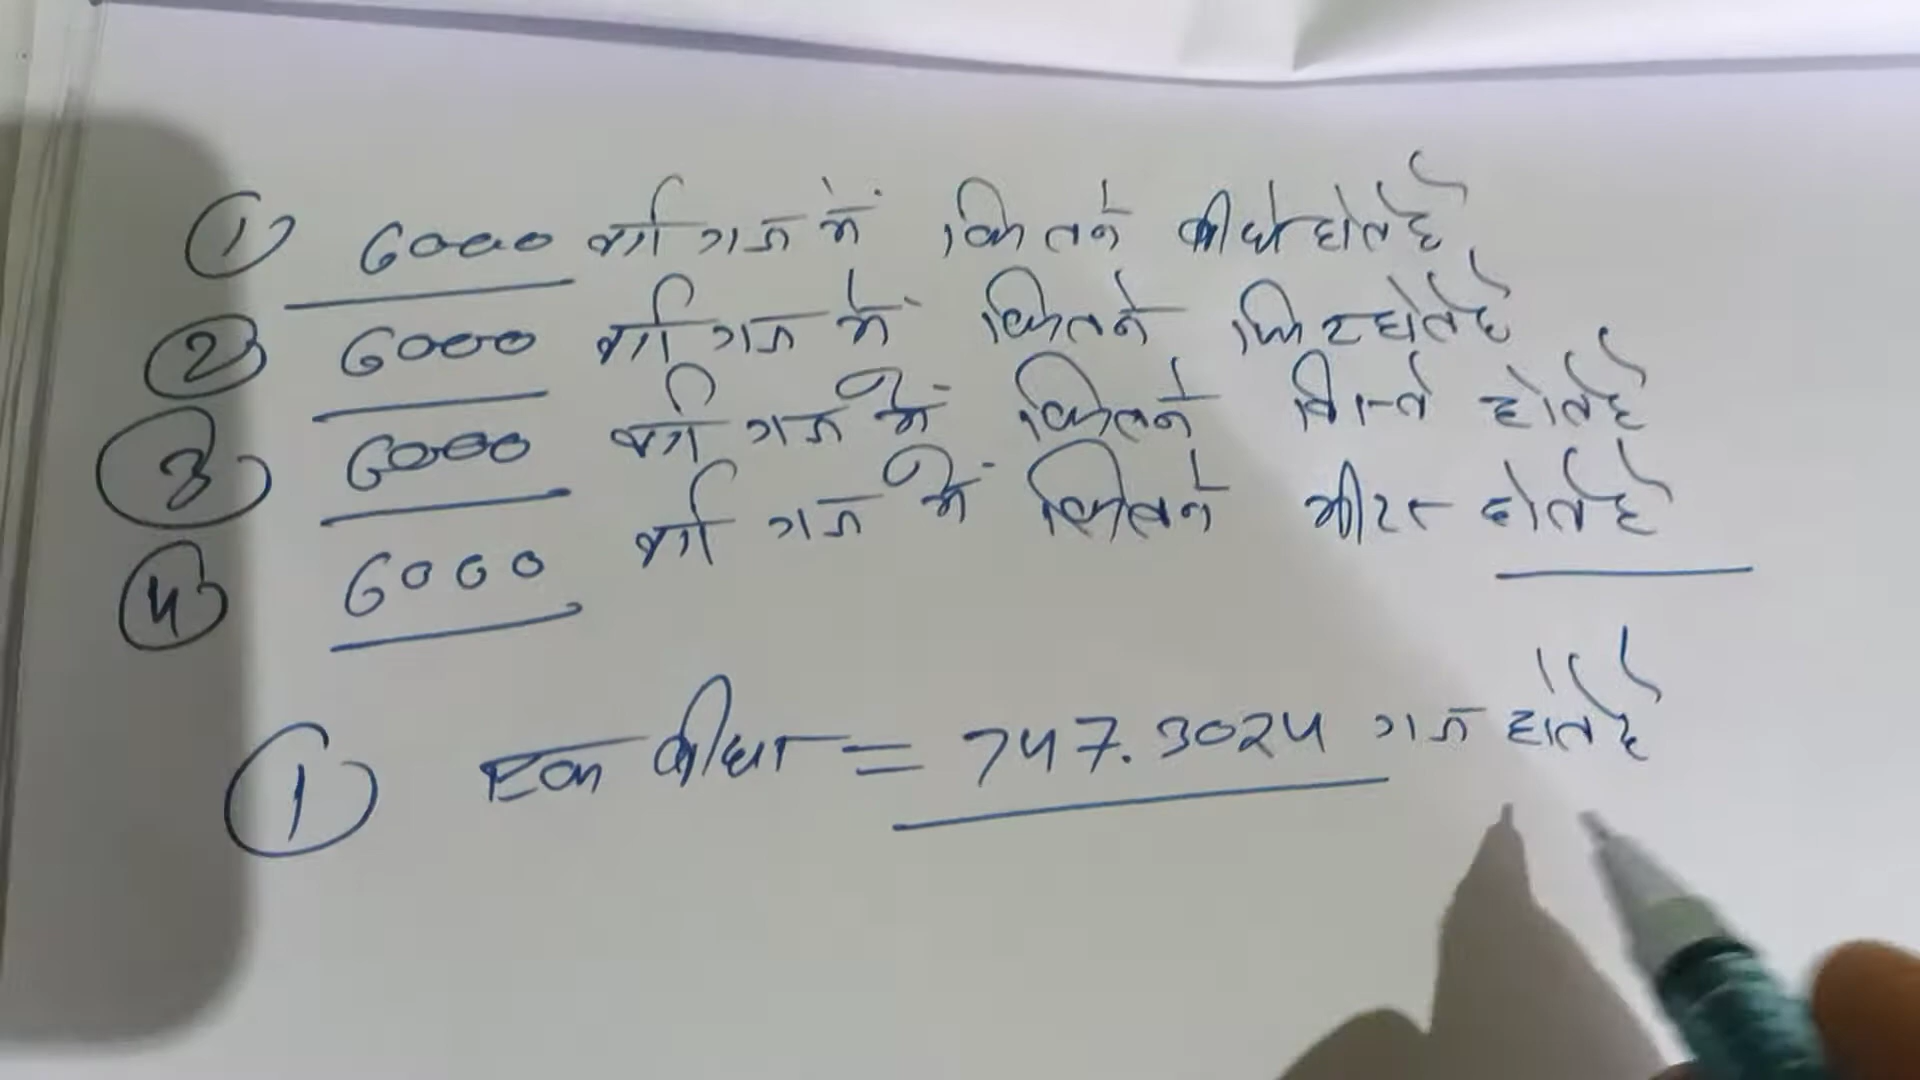 ① 6000 वर्ग गज में कितने बीघे होते है
② 6000 वर्ग गज में कितने फिट होते है
③ 6000 वर्ग गज में कितने बिस्वे होते है
④ 6000 वर्ग गज में कितने मीटर होते है
① एक बीघा = 747.3024 गज होते है